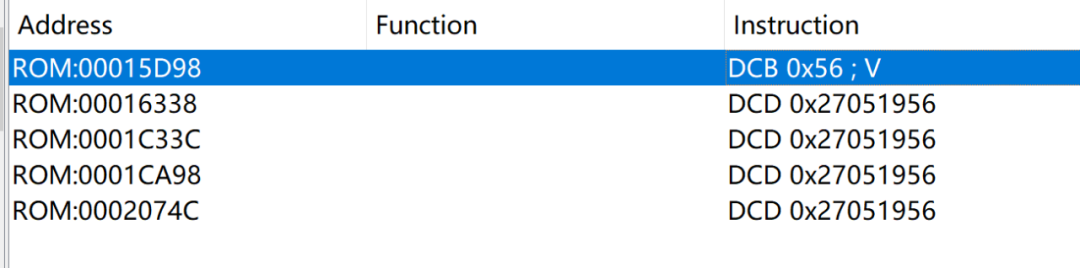 Address Function Instruction
ROM:00015D98 DCB 0x56 ; V
ROM:00016338 DCD 0x27051956
ROM:0001C33C DCD 0x27051956
ROM:0001CA98 DCD 0x27051956
ROM:0002074C DCD 0x27051956